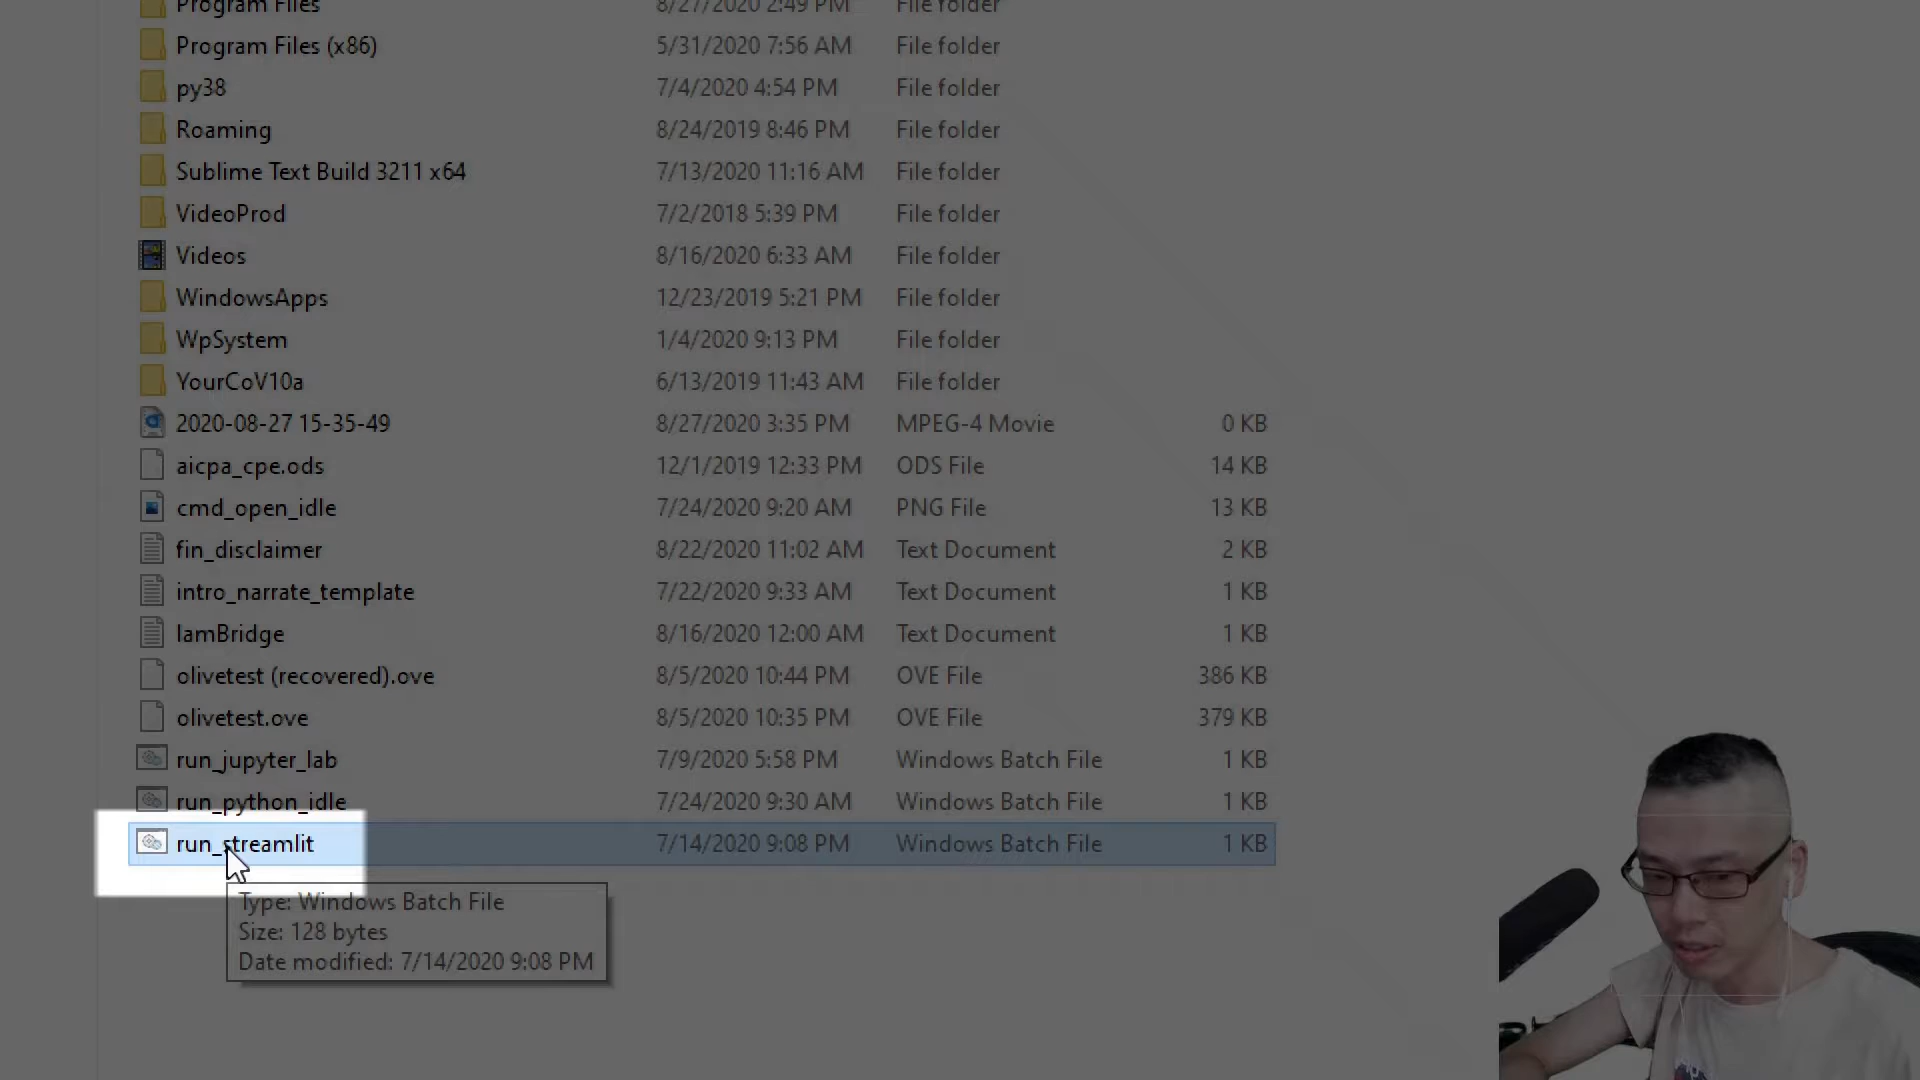 Program Files 8/27/2020 2:49 PM File folder
Program Files (x86) 5/31/2020 7:56 AM File folder
py38 7/4/2020 4:54 PM File folder
Roaming 8/24/2019 8:46 PM File folder
Sublime Text Build 3211 x64 7/13/2020 11:16 AM File folder
VideoProd 7/2/2018 5:39 PM File folder
Videos 8/16/2020 6:33 AM File folder
WindowsApps 12/23/2019 5:21 PM File folder
WpSystem 1/4/2020 9:13 PM File folder
YourCoV10a 6/13/2019 11:43 AM File folder
2020-08-27 15-35-49 8/27/2020 3:35 PM MPEG-4 Movie 0 KB
aicpa_cpe.ods 12/1/2019 12:33 PM ODS File 14 KB
cmd_open_idle 7/24/2020 9:20 AM PNG File 13 KB
fin_disclaimer 8/22/2020 11:02 AM Text Document 2 KB
intro_narrate_template 7/22/2020 9:33 AM Text Document 1 KB
IamBridge 8/16/2020 12:00 AM Text Document 1 KB
olivetest (recovered).ove 8/5/2020 10:44 PM OVE File 386 KB
olivetest.ove 8/5/2020 10:35 PM OVE File 379 KB
run_jupyter_lab 7/9/2020 5:58 PM Windows Batch File 1 KB
run_python_idle 7/24/2020 9:30 AM Windows Batch File 1 KB
run_streamlit 7/14/2020 9:08 PM Windows Batch File 1 KB
Type: Windows Batch File
Size: 128 bytes
Date modified: 7/14/2020 9:08 PM